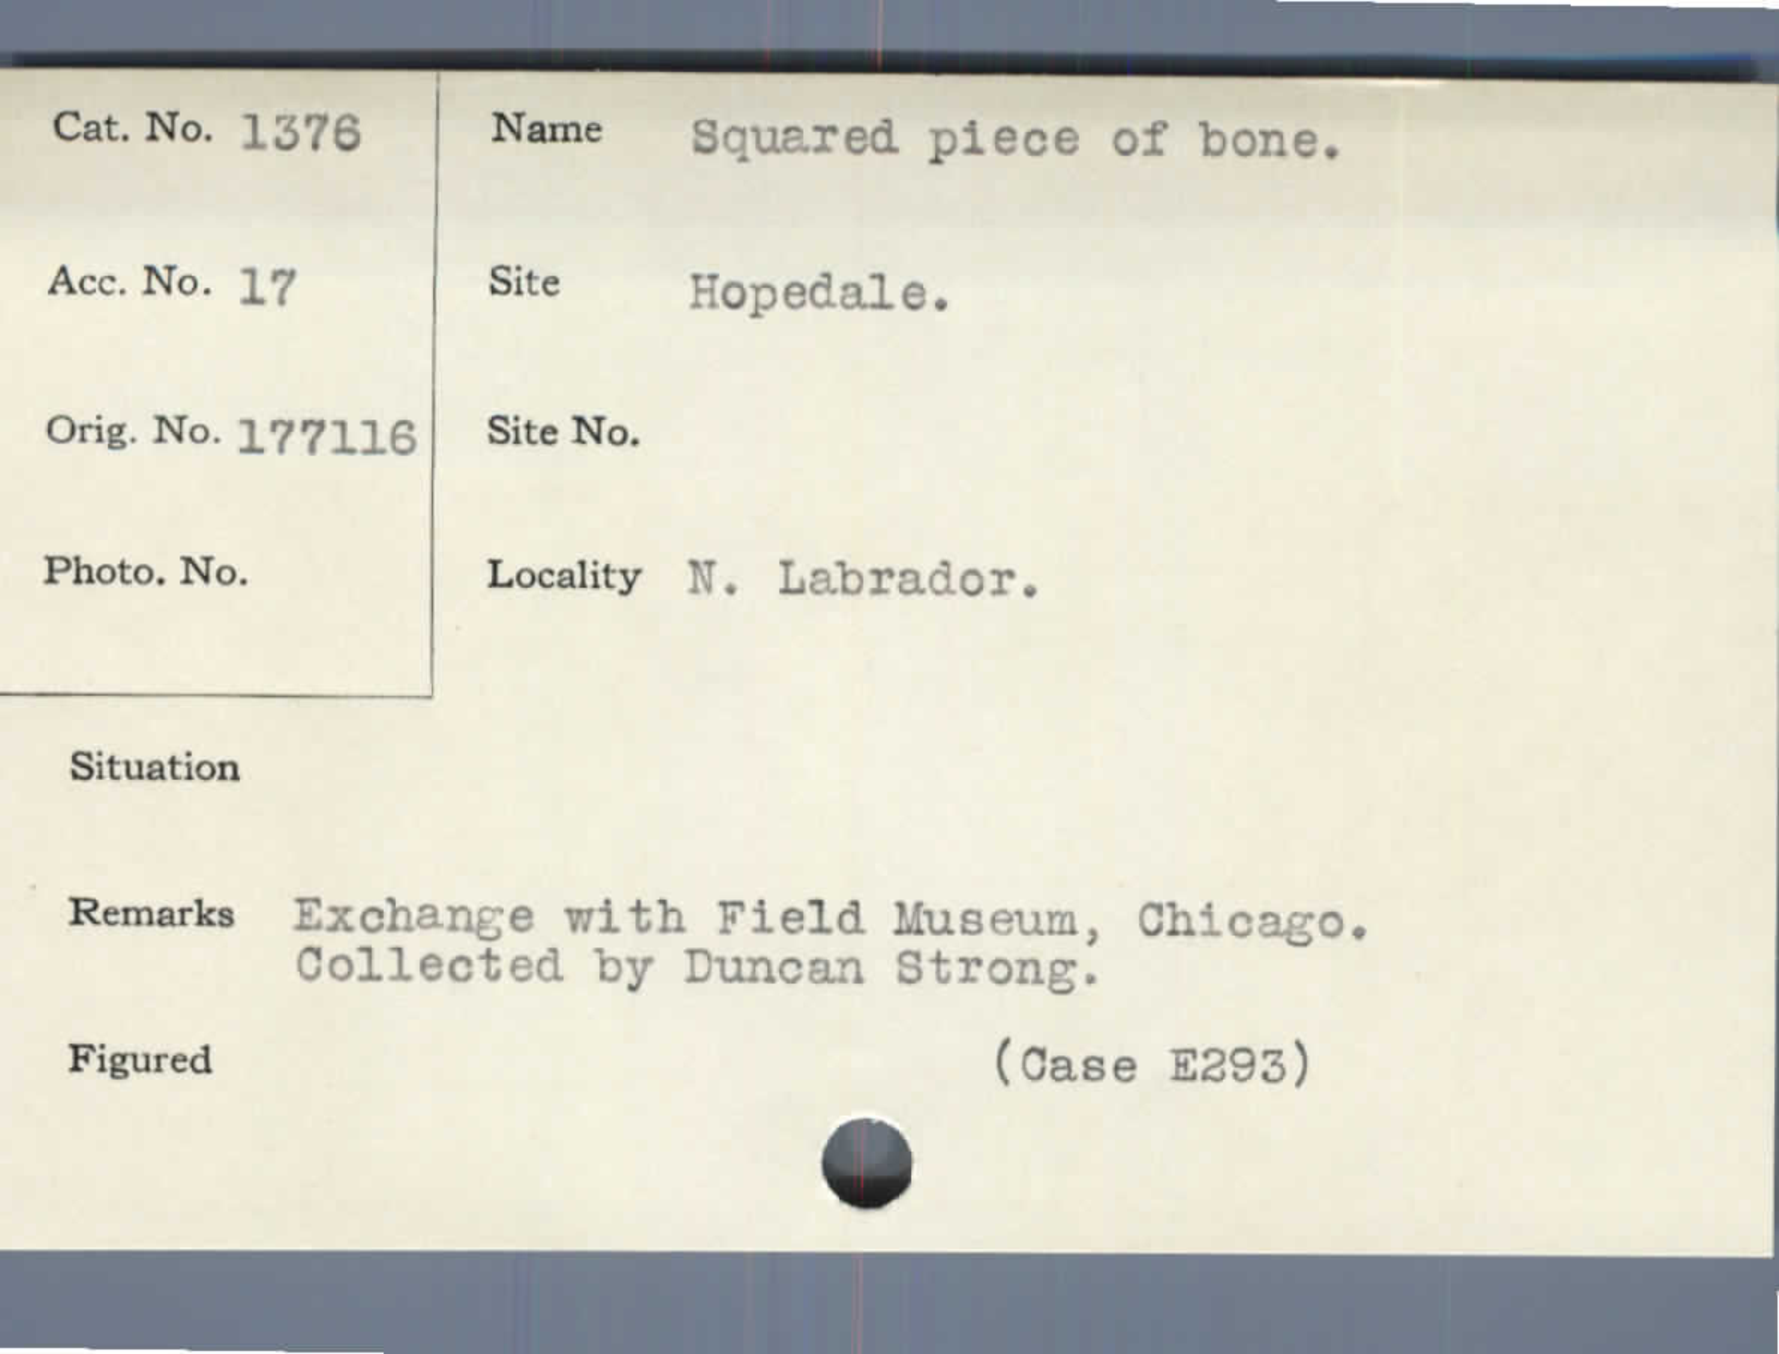 Cat. No. 1376
Acc. No. 17
Orig. No. 177116
Photo. No.
Name Squared piece of bone.
Site Hopedale.
Site No.
Locality N. Labrador.
Situation
Remarks Exchange with Field Museum, Chicago.
Collected by Duncan Strong.
Figured (Case E293)